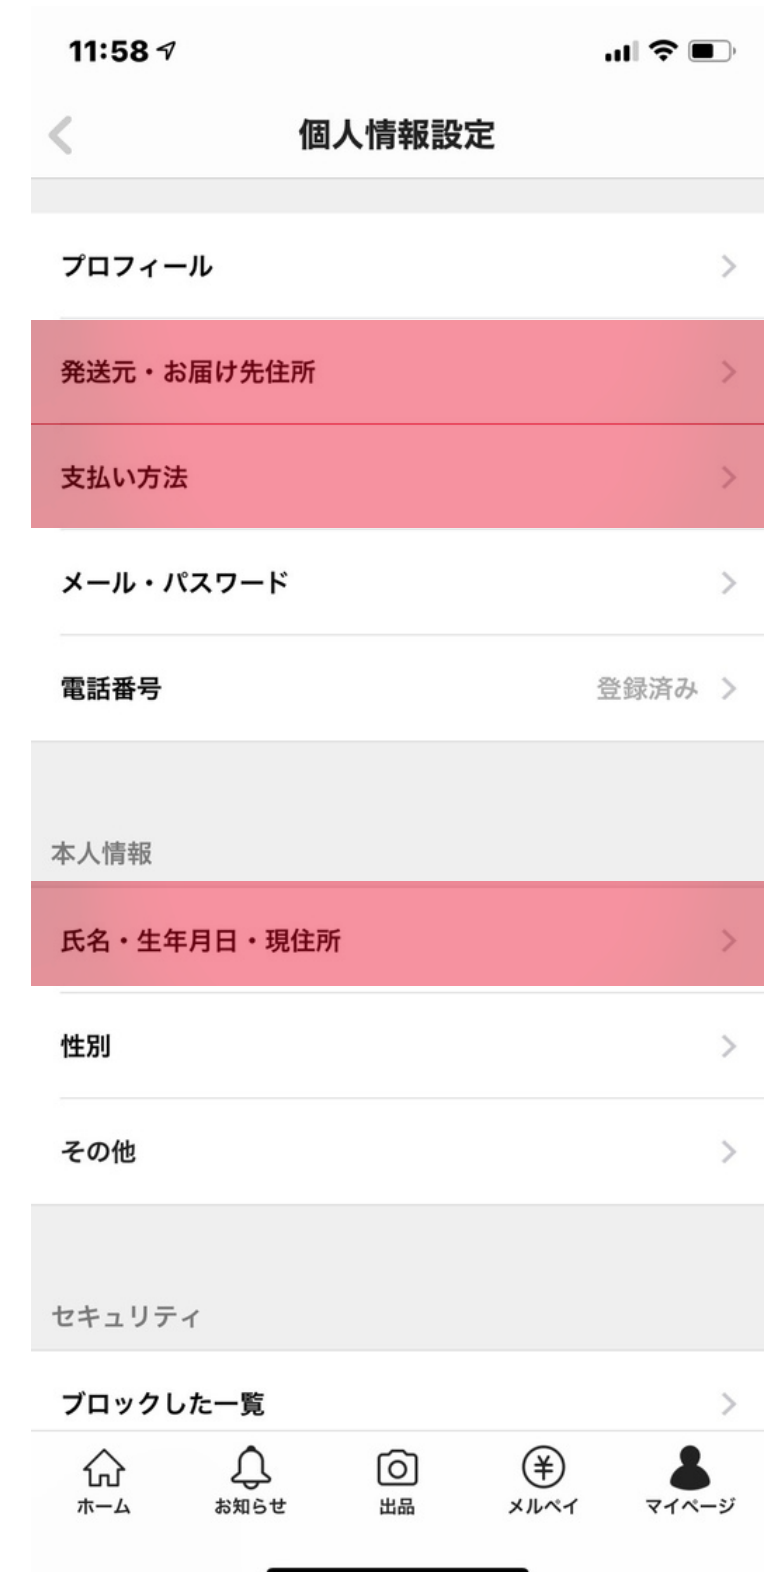 11:58
個人情報設定
プロフィール
発送元・お届け先住所
支払い方法
メール・パスワード
電話番号 登録済み
本人情報
氏名・生年月日・現住所
性別
その他
セキュリティ
ブロックした一覧
ホーム お知らせ 出品 メルペイ マイページ